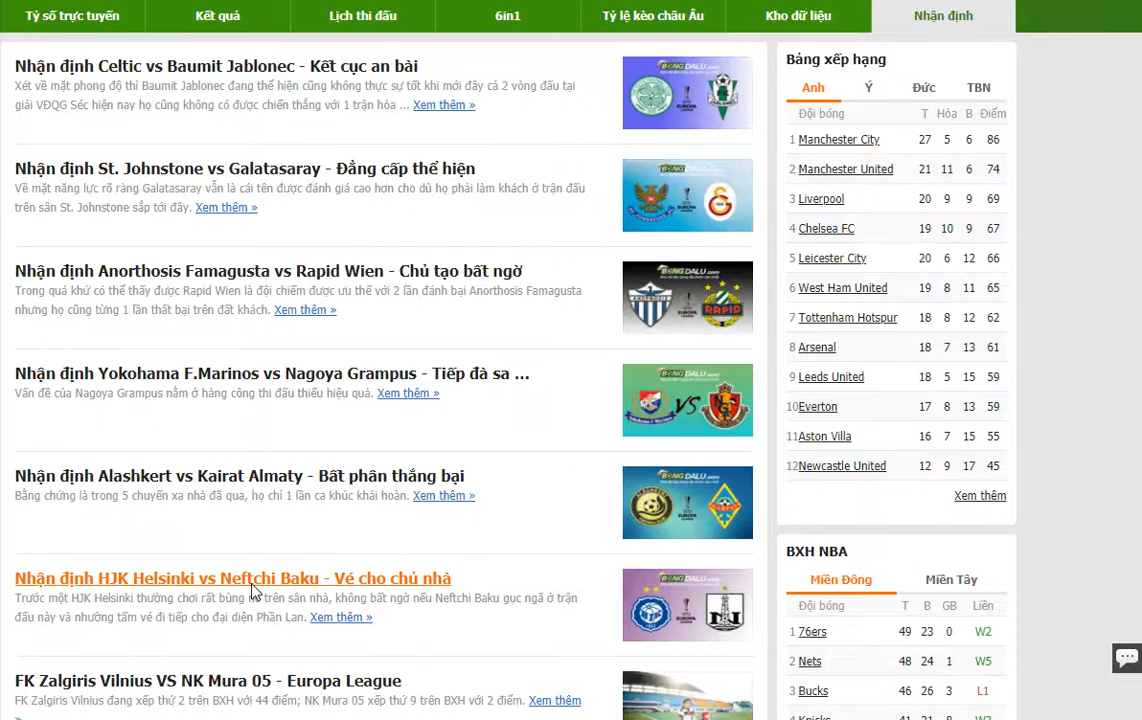 Tỷ số trực tuyến
Kết quả
Lịch thi đấu
6in1
Tỷ lệ kèo châu Âu
Kho dữ liệu
Nhận định
Nhận định Celtic vs Baumit Jablonec - Kết cục an bài
Xét về mặt phong độ thì Baumit Jablonec đang thể hiện không thực sự tốt khi mới đây cả 2 vòng đấu tại
giải VĐQG Séc hiện nay họ cũng không có được chiến thắng với 1 trận hòa ... Xem thêm »
BONGDALU.com
Nhận định St. Johnstone vs Galatasaray - Đẳng cấp thể hiện
Về mặt năng lực rõ ràng Galatasaray vẫn là cái tên được đánh giá cao hơn cho dù họ phải làm khách ở trận đấu
trên sân St. Johnstone sắp tới đây. Xem thêm »
BONGDALU.com
Nhận định Anorthosis Famagusta vs Rapid Wien - Chủ tạo bất ngờ
Trong quá khứ có thể thấy được Rapid Wien là đội chiếm được ưu thế với 2 lần đánh bại Anorthosis Famagusta
nhưng họ cũng từng 1 lần thất bại trên đất khách. Xem thêm »
BONGDALU.com
RAPID
Nhận định Yokohama F.Marinos vs Nagoya Grampus - Tiếp đà sa ...
Vấn đề của Nagoya Grampus nằm ở hàng công thi đấu thiếu hiệu quả. Xem thêm »
BONGDALU.com
VS
Nhận định Alashkert vs Kairat Almaty - Bất phân thắng bại
Bằng chứng là trong 5 chuyến xa nhà đã qua, họ chỉ 1 lần ca khúc khải hoàn. Xem thêm »
BONGDALU.com
Nhận định HJK Helsinki vs Neftchi Baku - Vé cho chủ nhà
Trước một HJK Helsinki thường chơi rất bùng nổ trên sân nhà, không bất ngờ nếu Neftchi Baku gục ngã ở trận
đấu này và nhường tấm vé đi tiếp cho đại diện Phần Lan. Xem thêm »
BONGDALU.com
FK Zalgiris Vilnius VS NK Mura 05 - Europa League
FK Zalgiris Vilnius đang xếp thứ 2 trên BXH với 44 điểm; NK Mura 05 xếp thứ 9 trên BXH với 2 điểm. Xem thêm
»
Bảng xếp hạng
Anh Ý Đức TBN
Đội bóng T Hòa B Điểm
1 Manchester City 27 5 6 86
2 Manchester United 21 11 6 74
3 Liverpool 20 9 9 69
4 Chelsea FC 19 10 9 67
5 Leicester City 20 6 12 66
6 West Ham United 19 8 11 65
7 Tottenham Hotspur 18 8 12 62
8 Arsenal 18 7 13 61
9 Leeds United 18 5 15 59
10 Everton 17 8 13 59
11 Aston Villa 16 7 15 55
12 Newcastle United 12 9 17 45
Xem thêm
BXH NBA
Miền Đông Miền Tây
Đội bóng T B GB Liên
1 76ers 49 23 0 W2
2 Nets 48 24 1 W5
3 Bucks 46 26 3 L1